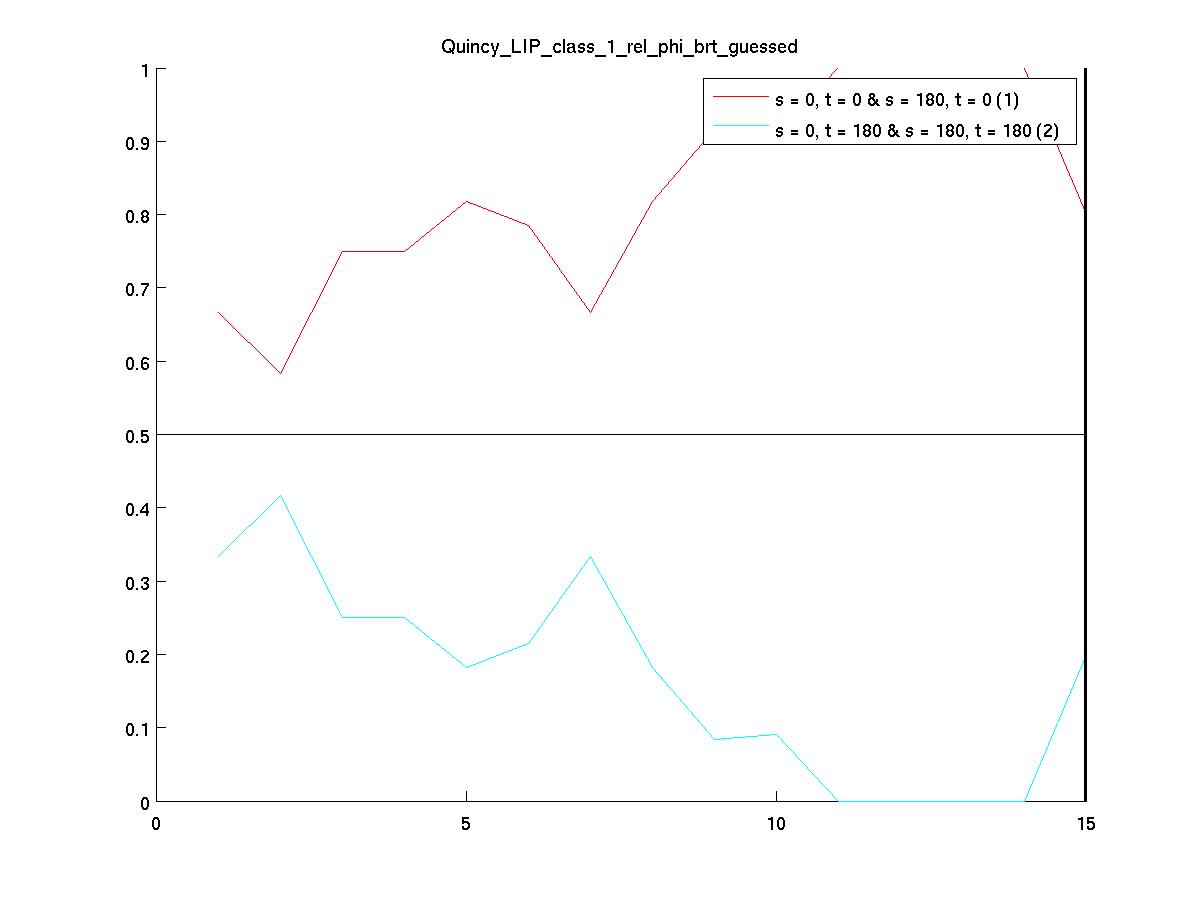 Quincy_LIP_class_1_rel_phi_brt_guessed
1
s = 0, t = 0 & s = 180, t = 0 (1)
s = 0, t = 180 & s = 180, t = 180 (2)
0.9
0.8
0.7
0.6
0.5
0.4
0.3
0.2
0.1
0
0 5 10 15